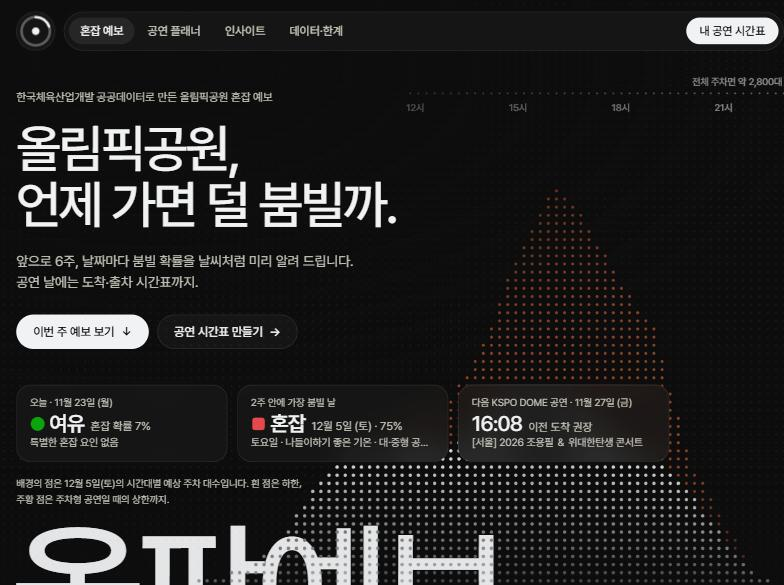 혼잡 예보
공연 플래너
인사이트
데이터·한계
내 공연 시간표
전체 주차면 약 2,800대
12시
15시
18시
21시
한국체육산업개발 공공데이터로 만든 올림픽공원 혼잡 예보
올림픽공원,
언제 가면 덜 붐빌까.
앞으로 6주, 날짜마다 붐빌 확률을 날씨처럼 미리 알려 드립니다.
공연 날에는 도착·출차 시간표까지.
이번 주 예보 보기 ↓
공연 시간표 만들기 →
오늘 · 11월 23일 (월)
여유 혼잡 확률 7%
특별한 혼잡 요인 없음
2주 안에 가장 붐빌 날
혼잡 12월 5일 (토) · 75%
토요일 · 나들이하기 좋은 기온 · 대·중형 공...
다음 KSPO DOME 공연 · 11월 27일 (금)
16:08 이전 도착 권장
[서울] 2026 조용필 & 위대한탄생 콘서트
배경의 점은 12월 5일(토)의 시간대별 예상 주차 대수입니다. 흰 점은 하한,
주황 점은 주차형 공연일 때의 상한까지.